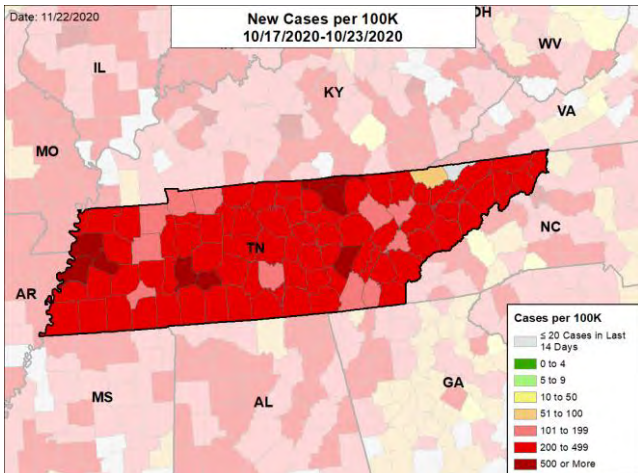 Date: 11/22/2020
New Cases per 100K
10/17/2020-10/23/2020
OH
WV
IL
KY
VA
MO
TN
NC
AR
MS
AL
GA
Cases per 100K
≤ 20 Cases in Last
14 Days
0 to 4
5 to 9
10 to 50
51 to 100
101 to 199
200 to 499
500 or More